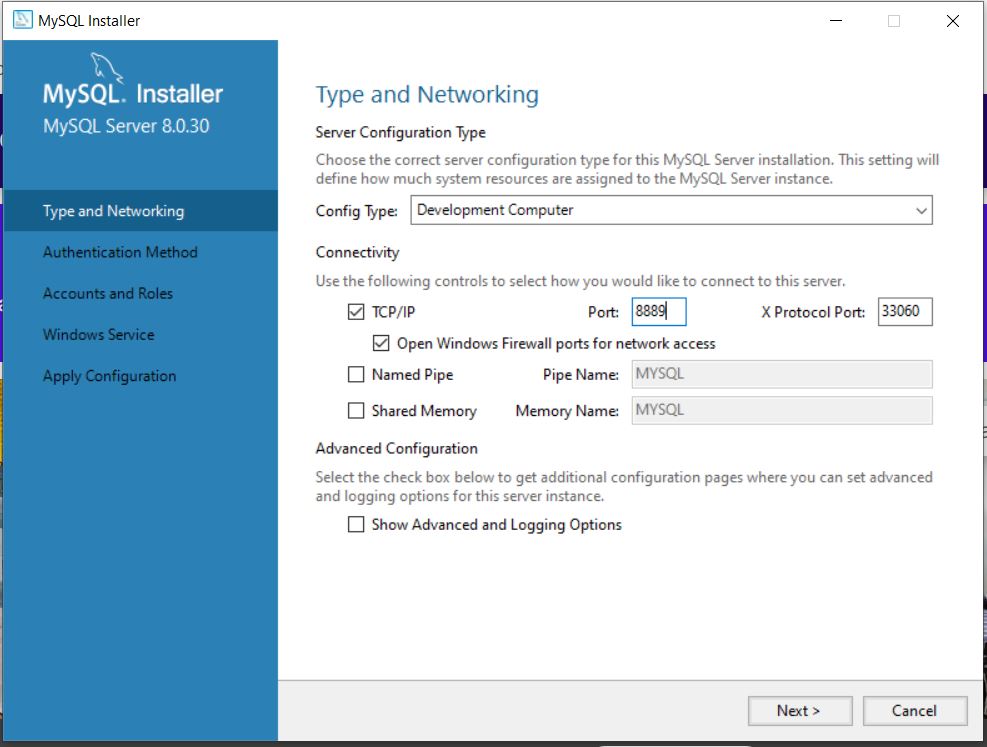 MySQL Installer
MySQL. Installer
MySQL Server 8.0.30
Type and Networking
Authentication Method
Accounts and Roles
Windows Service
Apply Configuration
Type and Networking
Server Configuration Type
Choose the correct server configuration type for this MySQL Server installation. This setting will
define how much system resources are assigned to the MySQL Server instance.
Config Type: Development Computer
Connectivity
Use the following controls to select how you would like to connect to this server.
TCP/IP Port: 8889 X Protocol Port: 33060
Open Windows Firewall ports for network access
Named Pipe Pipe Name: MYSQL
Shared Memory Memory Name: MYSQL
Advanced Configuration
Select the check box below to get additional configuration pages where you can set advanced
and logging options for this server instance.
Show Advanced and Logging Options
Next > Cancel